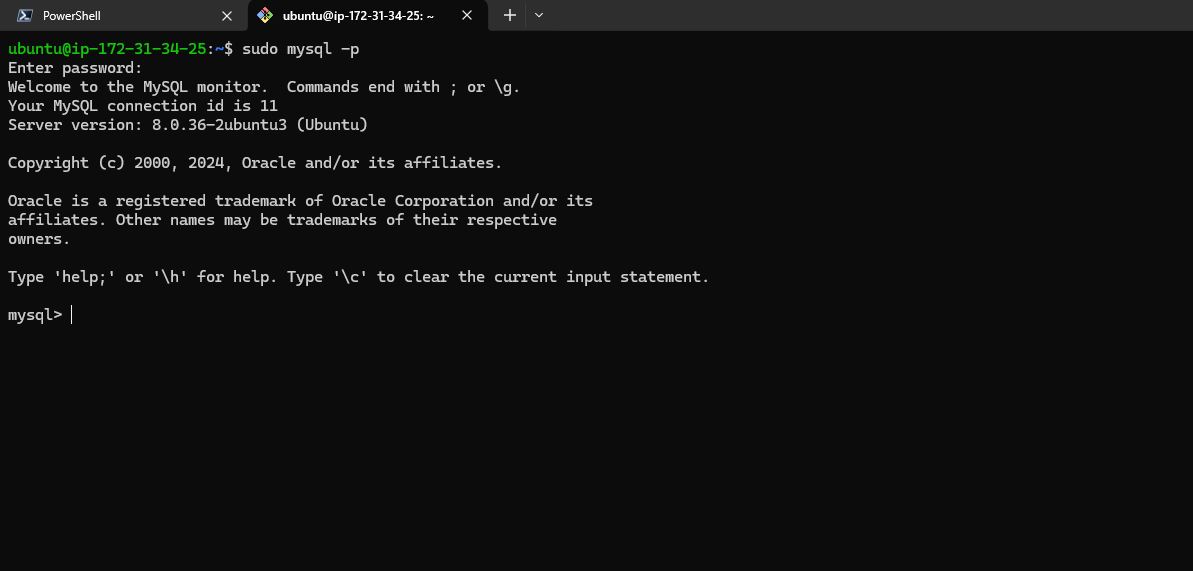 PowerShell
ubuntu@ip-172-31-34-25: ~
ubuntu@ip-172-31-34-25:~$ sudo mysql -p
Enter password:
Welcome to the MySQL monitor.  Commands end with ; or \g.
Your MySQL connection id is 11
Server version: 8.0.36-2ubuntu3 (Ubuntu)
Copyright (c) 2000, 2024, Oracle and/or its affiliates.
Oracle is a registered trademark of Oracle Corporation and/or its
affiliates. Other names may be trademarks of their respective
owners.
Type 'help;' or '\h' for help. Type '\c' to clear the current input statement.
mysql>